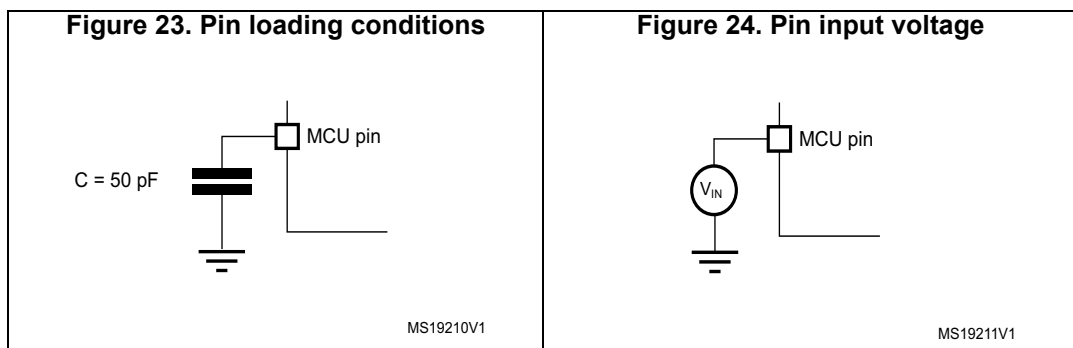 Figure 23. Pin loading conditions
MCU pin
C = 50 pF
MS19210V1
Figure 24. Pin input voltage
MCU pin
VIN
MS19211V1